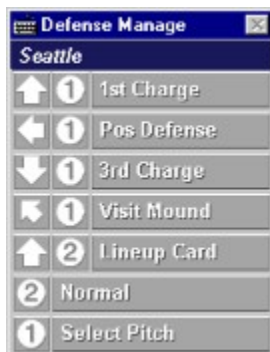 Defense Manage
Seattle
1 1st Charge
1 Pos Defense
1 3rd Charge
1 Visit Mound
2 Lineup Card
2 Normal
1 Select Pitch